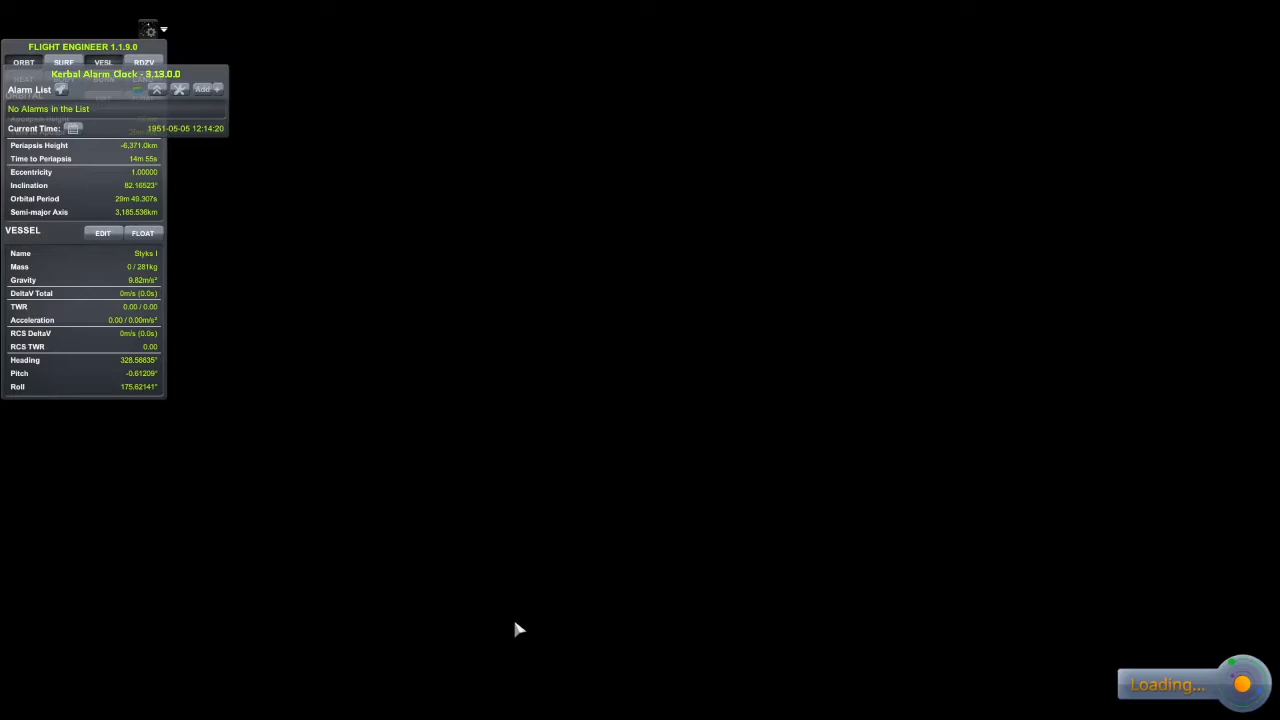 FLIGHT ENGINEER 1.1.9.0
ORBT SURF VESL RDZV
Kerbal Alarm Clock - 3.13.0.0
Alarm List Add +
No Alarms in the List
Current Time: 1951-05-05 12:14:20
Periapsis Height -6,371.0km
Time to Periapsis 14m 55s
Eccentricity 1.00000
Inclination 82.16523°
Orbital Period 29m 49.307s
Semi-major Axis 3,185.536km
VESSEL EDIT FLOAT
Name Styks I
Mass 0 / 281kg
Gravity 9.82m/s²
DeltaV Total 0m/s (0.0s)
TWR 0.00 / 0.00
Acceleration 0.00 / 0.00m/s²
RCS DeltaV 0m/s (0.0s)
RCS TWR 0.00
Heading 328.56635°
Pitch -0.61209°
Roll 175.62141°
Loading...